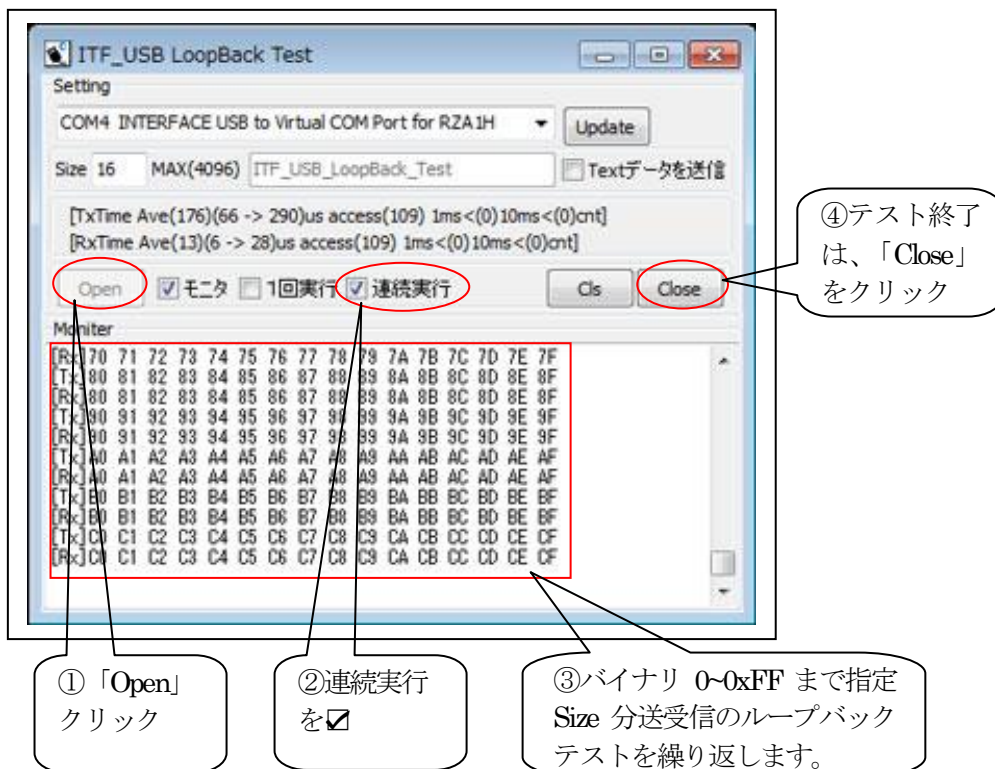 ITF_USB LoopBack Test
Setting
COM4 INTERFACE USB to Virtual COM Port for RZA1H
Update
Size 16 MAX(4096) ITF_USB_LoopBack_Test Textデータを送信
[TxTime Ave(176)(66 -> 290)us access(109) 1ms<(0)10ms<(0)cnt]
[RxTime Ave(13)(6 -> 28)us access(109) 1ms<(0)10ms<(0)cnt]
Open モニタ 1回実行 連続実行 Cls Close
Moniter
[Rx]70 71 72 73 74 75 76 77 78 79 7A 7B 7C 7D 7E 7F
[Tx]80 81 82 83 84 85 86 87 88 89 8A 8B 8C 8D 8E 8F
[Rx]80 81 82 83 84 85 86 87 88 89 8A 8B 8C 8D 8E 8F
[Tx]90 91 92 93 94 95 96 97 98 99 9A 9B 9C 9D 9E 9F
[Rx]90 91 92 93 94 95 96 97 98 99 9A 9B 9C 9D 9E 9F
[Tx]A0 A1 A2 A3 A4 A5 A6 A7 A8 A9 AA AB AC AD AE AF
[Rx]A0 A1 A2 A3 A4 A5 A6 A7 A8 A9 AA AB AC AD AE AF
[Tx]B0 B1 B2 B3 B4 B5 B6 B7 B8 B9 BA BB BC BD BE BF
[Rx]B0 B1 B2 B3 B4 B5 B6 B7 B8 B9 BA BB BC BD BE BF
[Tx]C0 C1 C2 C3 C4 C5 C6 C7 C8 C9 CA CB CC CD CE CF
[Rx]C0 C1 C2 C3 C4 C5 C6 C7 C8 C9 CA CB CC CD CE CF
④テスト終了
は、「Close」
をクリック
①「Open」
クリック
②連続実行
を☑
③バイナリ 0~0xFF まで指定
Size 分送受信のループバック
テストを繰り返します。